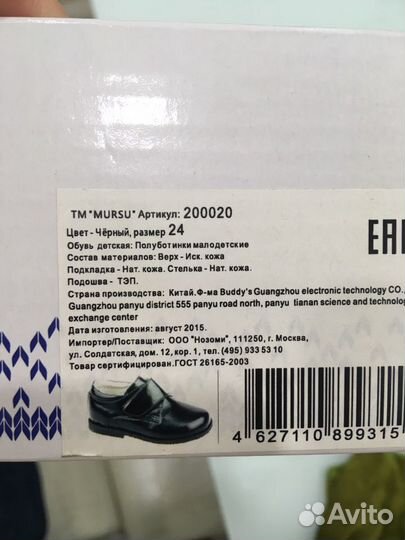 ТМ "MURSU" Артикул: 200020
Цвет - Чёрный, размер 24
Обувь детская: Полуботинки малодетские
Состав материалов: Верх - Иск. кожа
Подкладка - Нат. кожа. Стелька - Нат. кожа.
Подошва - ТЭП.
Страна производства: Китай.Ф-ма Buddy's Guangzhou electronic technology CO.,
Guangzhou panyu district 555 panyu road north, panyu tianan science and technology
exchange center
Дата изготовления: август 2015.
Импортер/Поставщик: ООО "Нозоми", 111250, г. Москва,
ул. Солдатская, дом. 12, кор. 1, тел. (495) 933 53 10
Товар сертифицирован.ГОСТ 26165-2003
EAC
4 627110 899315
Avito